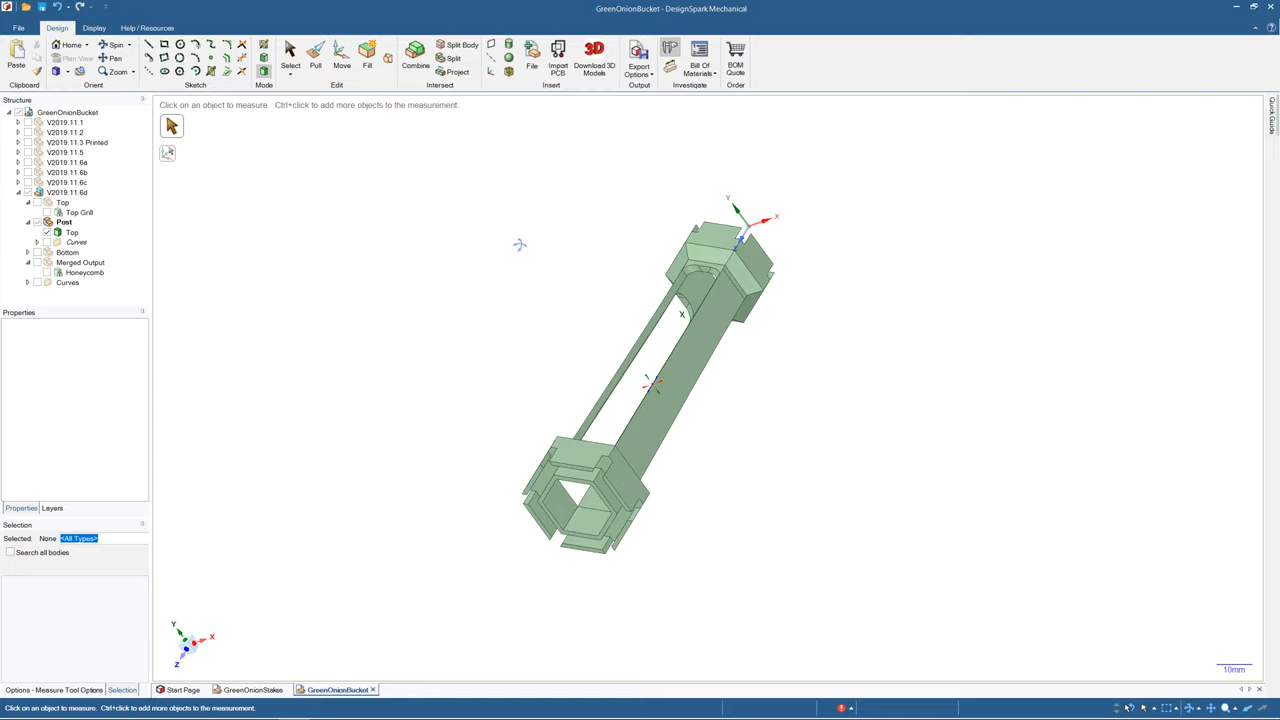 GreenOnionBucket - DesignSpark Mechanical
File Design Display Help / Resources
Home Spin
Plan View Pan
Zoom
Paste
Select Pull Move Fill
Combine
Split Body
Split
Project
File Import PCB Download 3D Models
Export Options
Bill Of Materials
BOM Quote
Clipboard Orient Sketch Mode Edit Intersect Insert Output Investigate Order
Structure
GreenOnionBucket
V2019.11.1
V2019.11.2
V2019.11.3 Printed
V2019.11.5
V2019.11.6a
V2019.11.6b
V2019.11.6c
V2019.11.6d
Top
Top Grill
Post
Top
Curves
Bottom
Merged Output
Honeycomb
Curves
Properties
Properties Layers
Selection
Selected: None <All Types>
Search all bodies
Options - Measure Tool Options Selection
Click on an object to measure. Ctrl+click to add more objects to the measurement.
Click on an object to measure. Ctrl+click to add more objects to the measurement
Y
X
Z
X
Y
X
Z
10mm
Quick Guide
Start Page GreenOnionStakes GreenOnionBucket